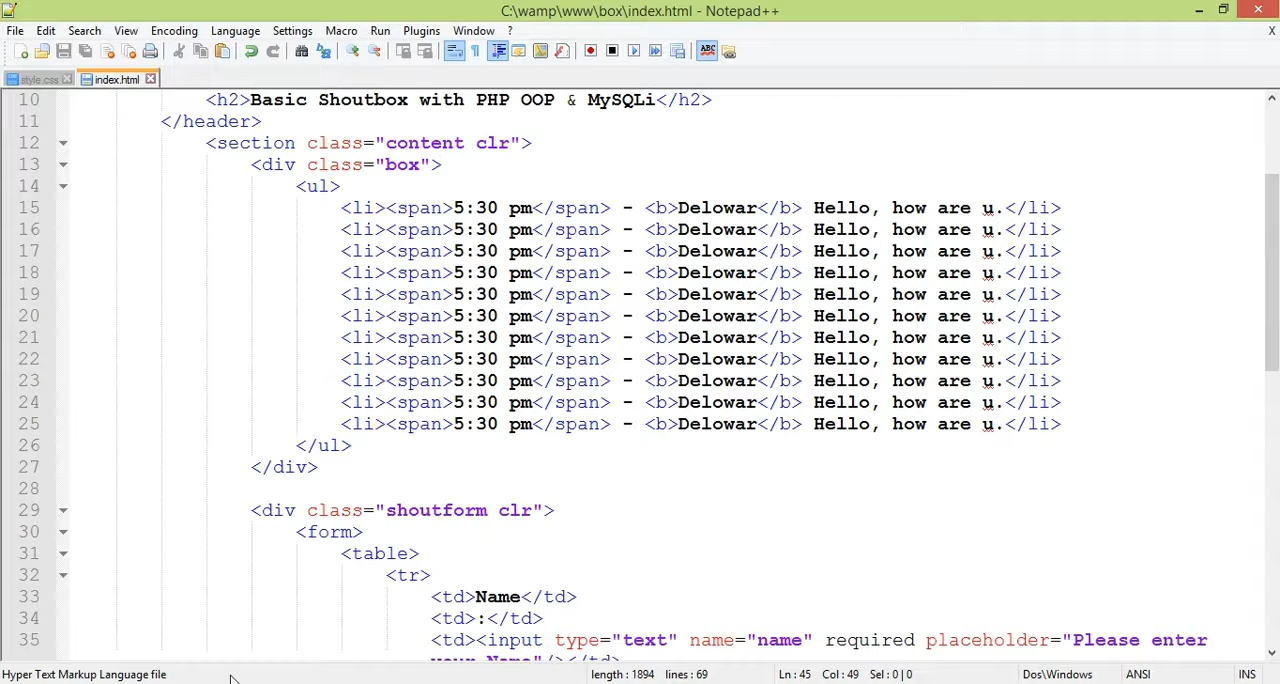 C:\wamp\www\box\index.html - Notepad++
File Edit Search View Encoding Language Settings Macro Run Plugins Window ? X
style.css index.html
10 <h2>Basic Shoutbox with PHP OOP & MySQLi</h2>
11 </header>
12 <section class="content clr">
13 <div class="box">
14 <ul>
15 <li><span>5:30 pm</span> - <b>Delowar</b> Hello, how are u.</li>
16 <li><span>5:30 pm</span> - <b>Delowar</b> Hello, how are u.</li>
17 <li><span>5:30 pm</span> - <b>Delowar</b> Hello, how are u.</li>
18 <li><span>5:30 pm</span> - <b>Delowar</b> Hello, how are u.</li>
19 <li><span>5:30 pm</span> - <b>Delowar</b> Hello, how are u.</li>
20 <li><span>5:30 pm</span> - <b>Delowar</b> Hello, how are u.</li>
21 <li><span>5:30 pm</span> - <b>Delowar</b> Hello, how are u.</li>
22 <li><span>5:30 pm</span> - <b>Delowar</b> Hello, how are u.</li>
23 <li><span>5:30 pm</span> - <b>Delowar</b> Hello, how are u.</li>
24 <li><span>5:30 pm</span> - <b>Delowar</b> Hello, how are u.</li>
25 <li><span>5:30 pm</span> - <b>Delowar</b> Hello, how are u.</li>
26 </ul>
27 </div>
28
29 <div class="shoutform clr">
30 <form>
31 <table>
32 <tr>
33 <td>Name</td>
34 <td>:</td>
35 <td><input type="text" name="name" required placeholder="Please enter
your Name"/></td>
Hyper Text Markup Language file length : 1894 lines : 69 Ln : 45 Col : 49 Sel : 0 | 0 Dos\Windows ANSI INS